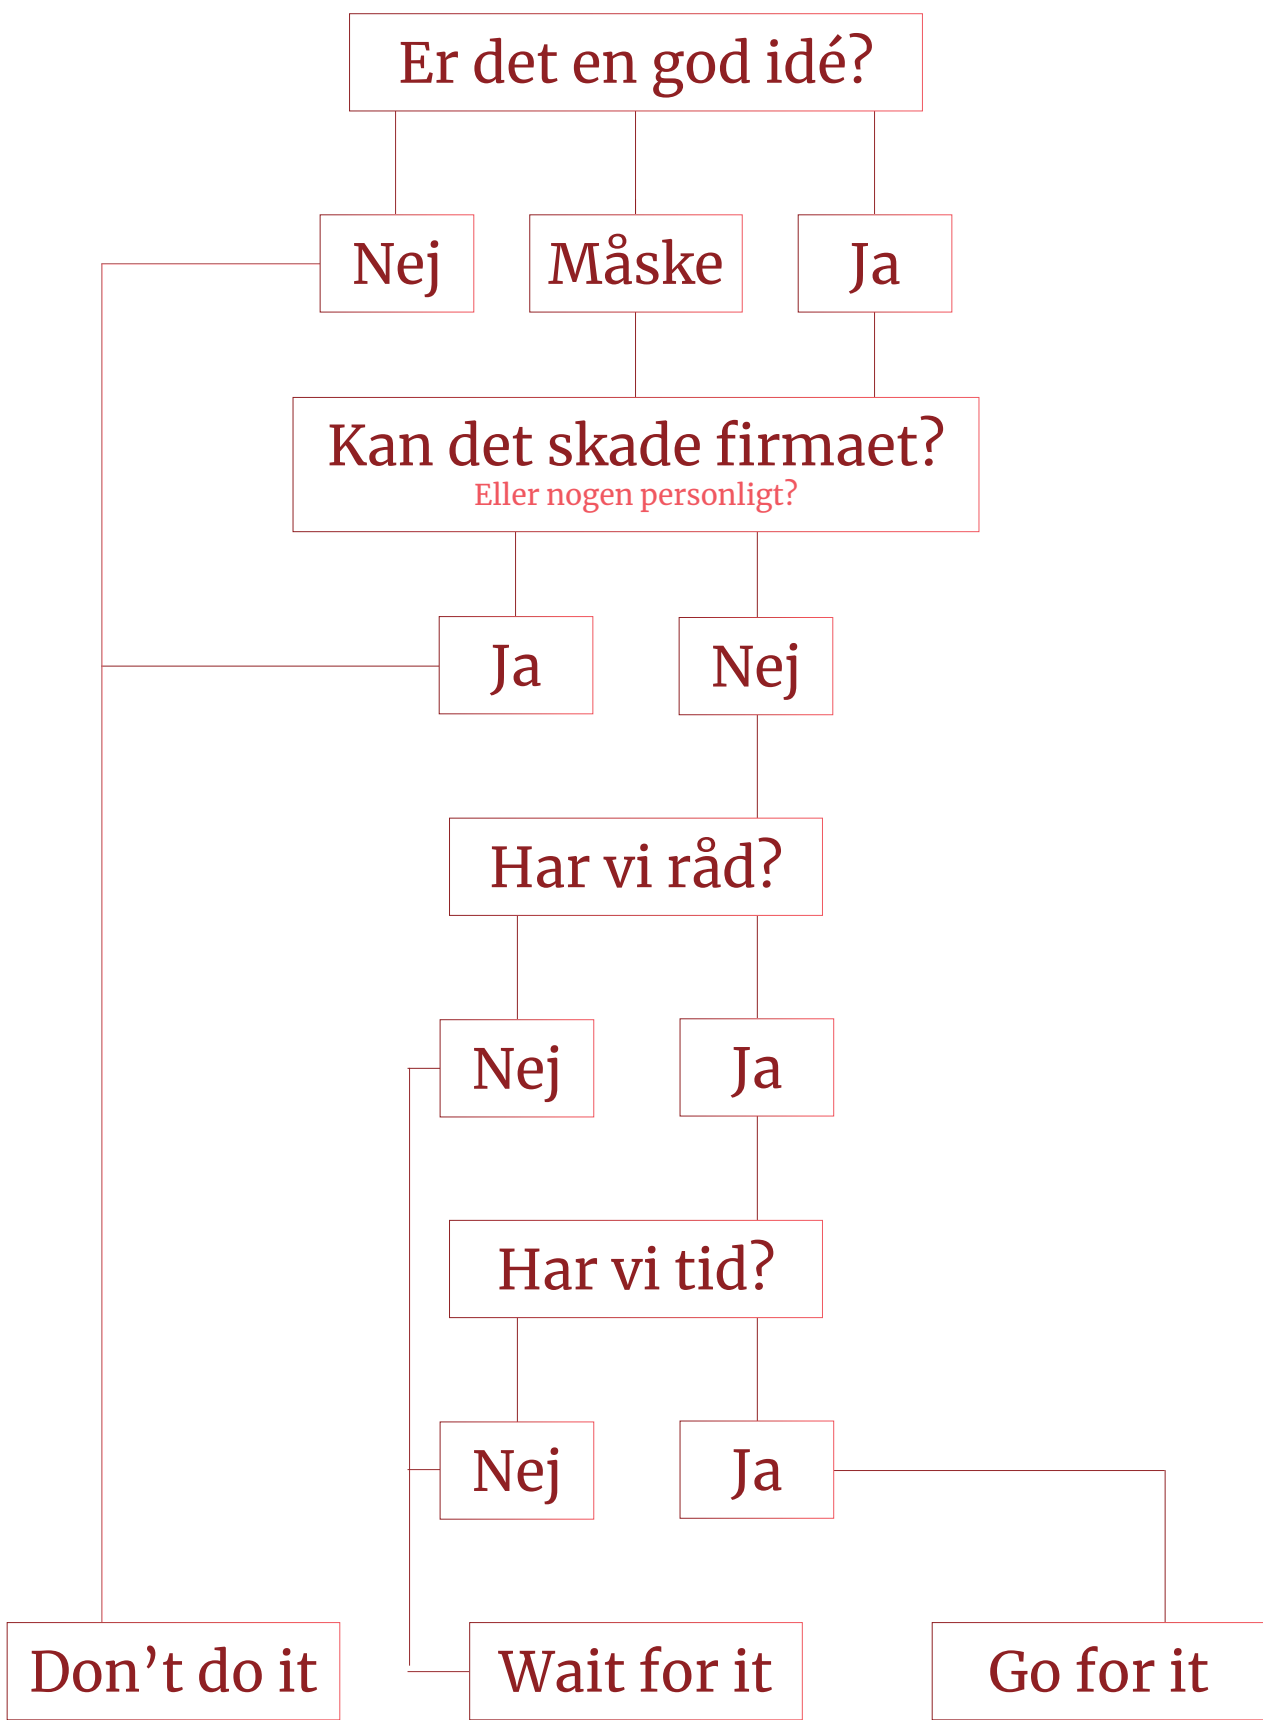 Er det en god idé?
Nej
Måske
Ja
Kan det skade firmaet?
Eller nogen personligt?
Ja
Nej
Har vi råd?
Nej
Ja
Har vi tid?
Nej
Ja
Don’t do it
Wait for it
Go for it